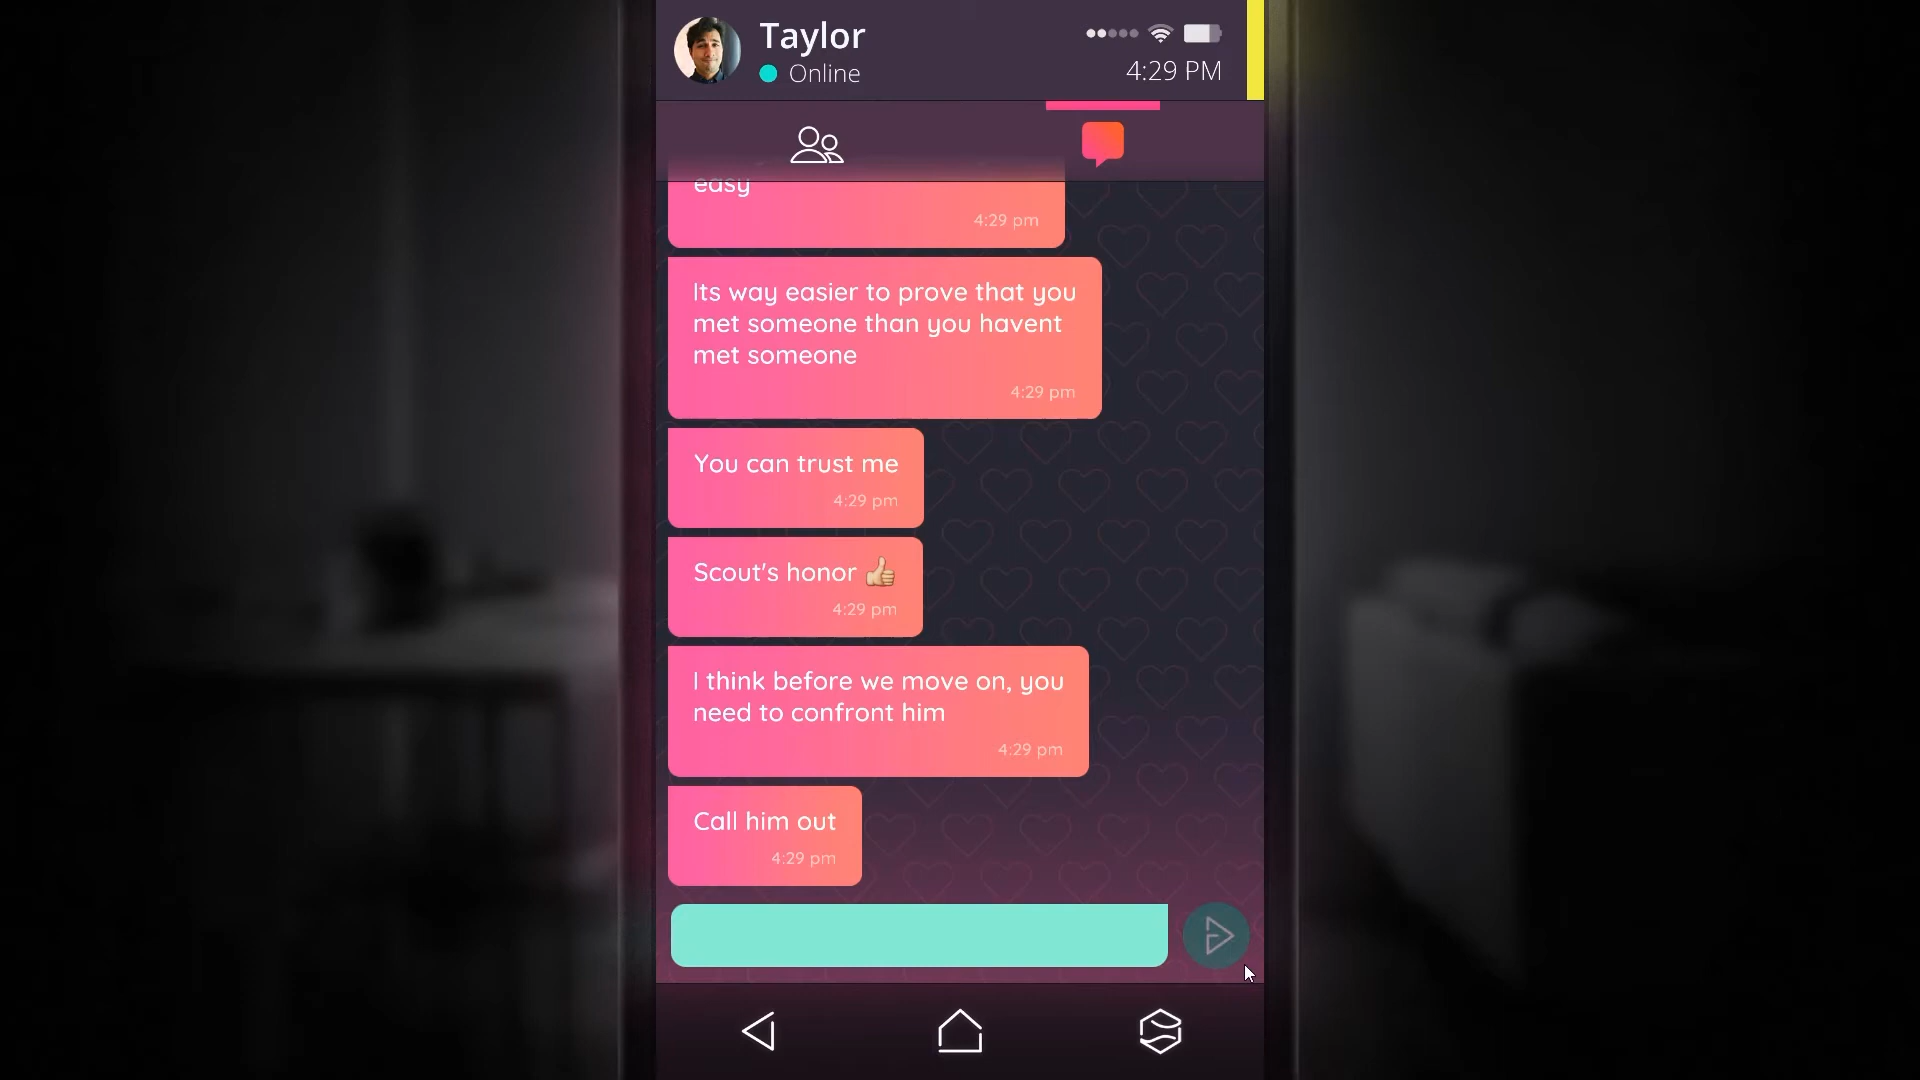 Taylor
Online
4:29 PM
easy
4:29 pm
Its way easier to prove that you
met someone than you havent
met someone
4:29 pm
You can trust me
4:29 pm
Scout's honor 👍🏼
4:29 pm
I think before we move on, you
need to confront him
4:29 pm
Call him out
4:29 pm